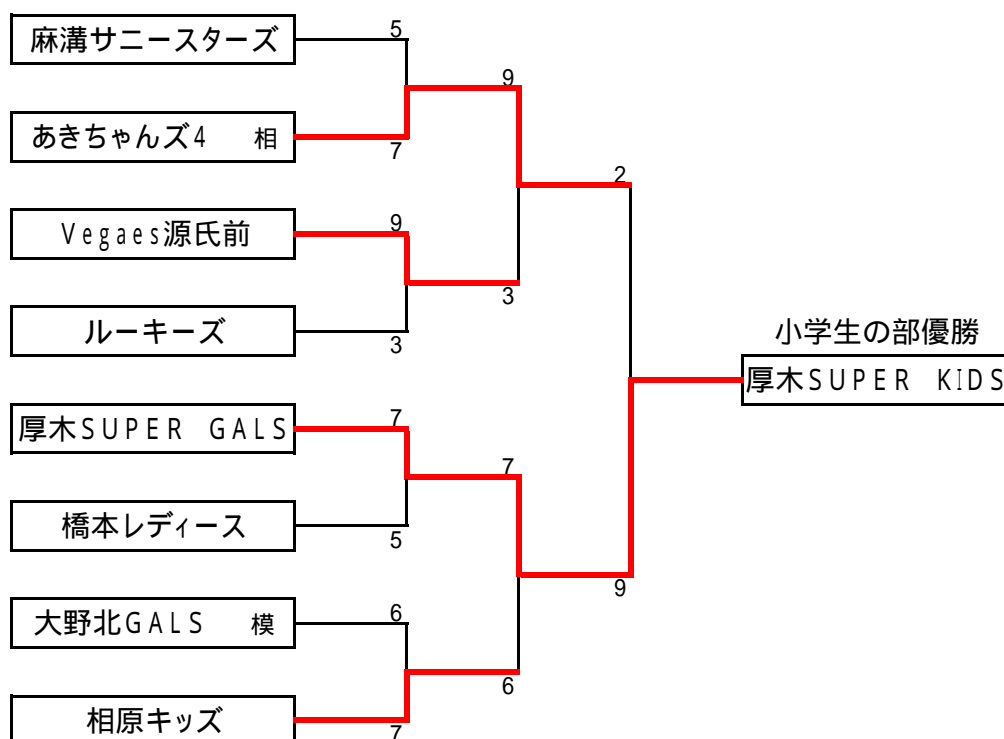 麻溝サニースターズ
5
9
あきちゃんズ4 相
7
2
Vegaes源氏前
9
3
ルーキーズ
3
小学生の部優勝
厚木SUPER KIDS
厚木SUPER GALS
7
7
橋本レディース
5
9
大野北GALS 模
6
6
相原キッズ
7